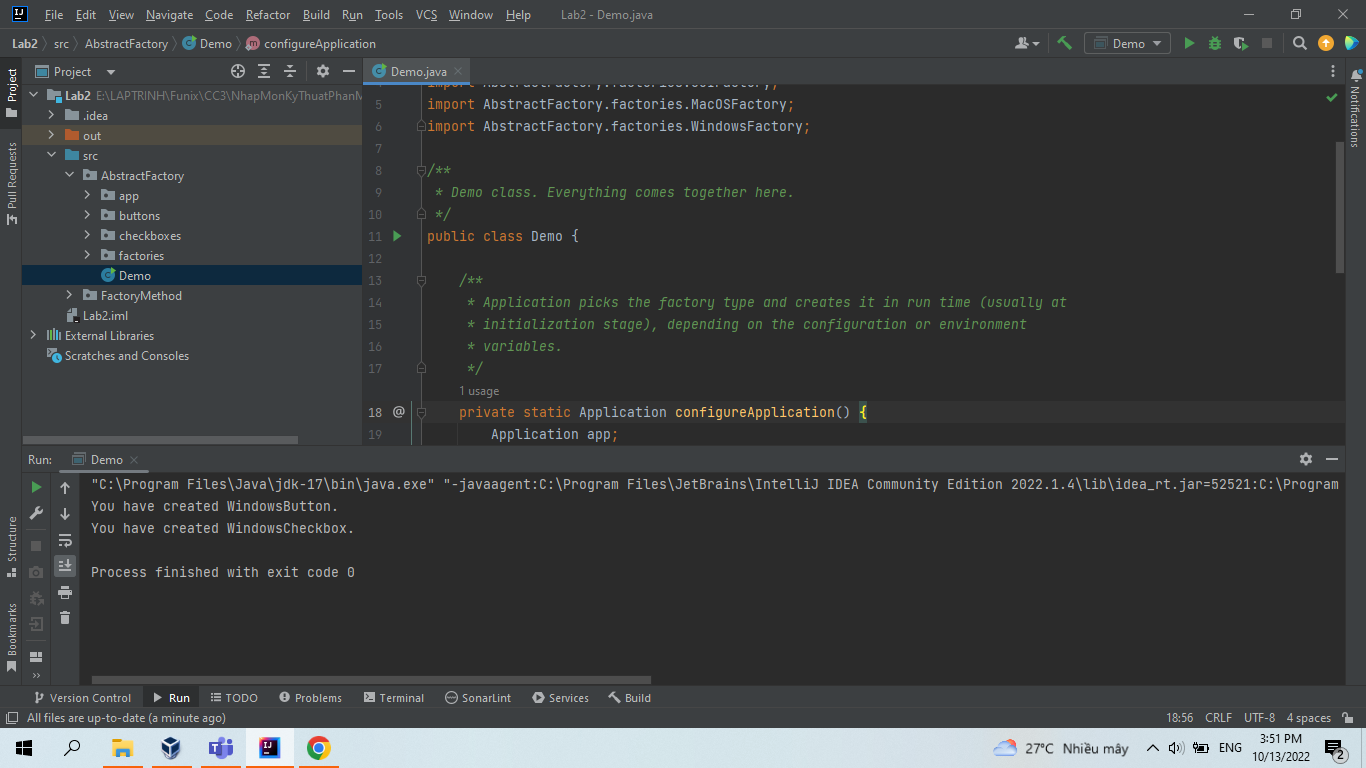 File Edit View Navigate Code Refactor Build Run Tools VCS Window Help Lab2 - Demo.java
Lab2 src AbstractFactory Demo configureApplication Demo
Project
Project
Pull Requests
Lab2 E:\LAPTRINH\Funix\CC3\NhapMonKyThuatPhanM
.idea
out
src
AbstractFactory
app
buttons
checkboxes
factories
Demo
FactoryMethod
Lab2.iml
External Libraries
Scratches and Consoles
Demo.java
5 import AbstractFactory.factories.MacOSFactory;
6 import AbstractFactory.factories.WindowsFactory;
7
8 /**
9 * Demo class. Everything comes together here.
10 */
11 public class Demo {
12
13 /**
14 * Application picks the factory type and creates it in run time (usually at
15 * initialization stage), depending on the configuration or environment
16 * variables.
17 */
1 usage
18 @ private static Application configureApplication() {
19 Application app;
Notifications
Run: Demo
"C:\Program Files\Java\jdk-17\bin\java.exe" "-javaagent:C:\Program Files\JetBrains\IntelliJ IDEA Community Edition 2022.1.4\lib\idea_rt.jar=52521:C:\Program
You have created WindowsButton.
You have created WindowsCheckbox.
Process finished with exit code 0
Structure
Bookmarks
Version Control Run TODO Problems Terminal SonarLint Services Build
All files are up-to-date (a minute ago) 18:56 CRLF UTF-8 4 spaces
27°C Nhiều mây ENG 3:51 PM
10/13/2022
2